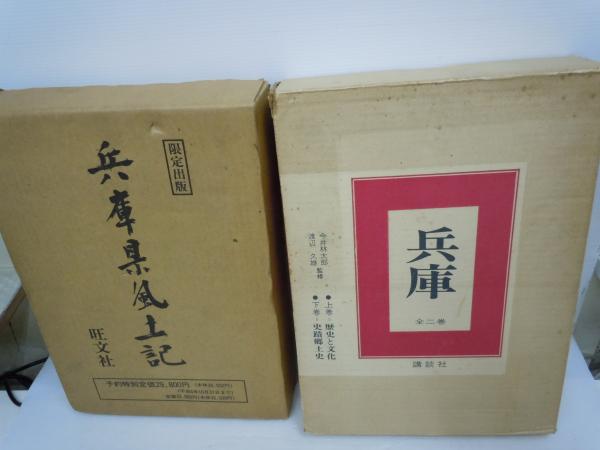 限定出版
兵庫県風土記
旺文社
予約特別定価25,800円
兵庫
全二巻
今井林太郎
渡辺久雄 監修
●上巻=歴史と文化
●下巻=史蹟郷土史
講談社